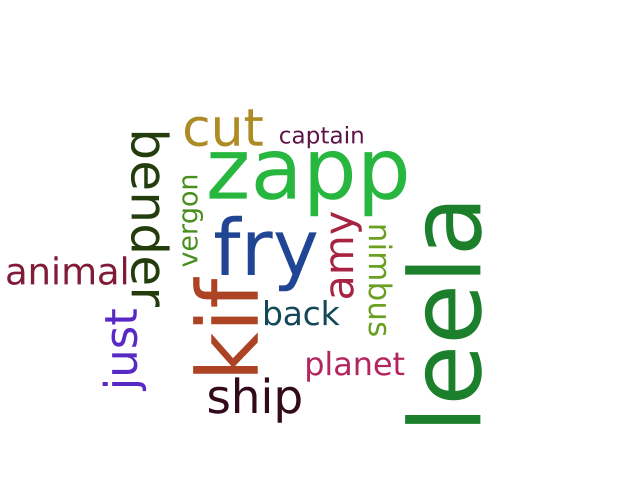 cut
captain
bender
zapp
vergon
fry
amy
nimbus
leela
animal
kif
back
just
planet
ship